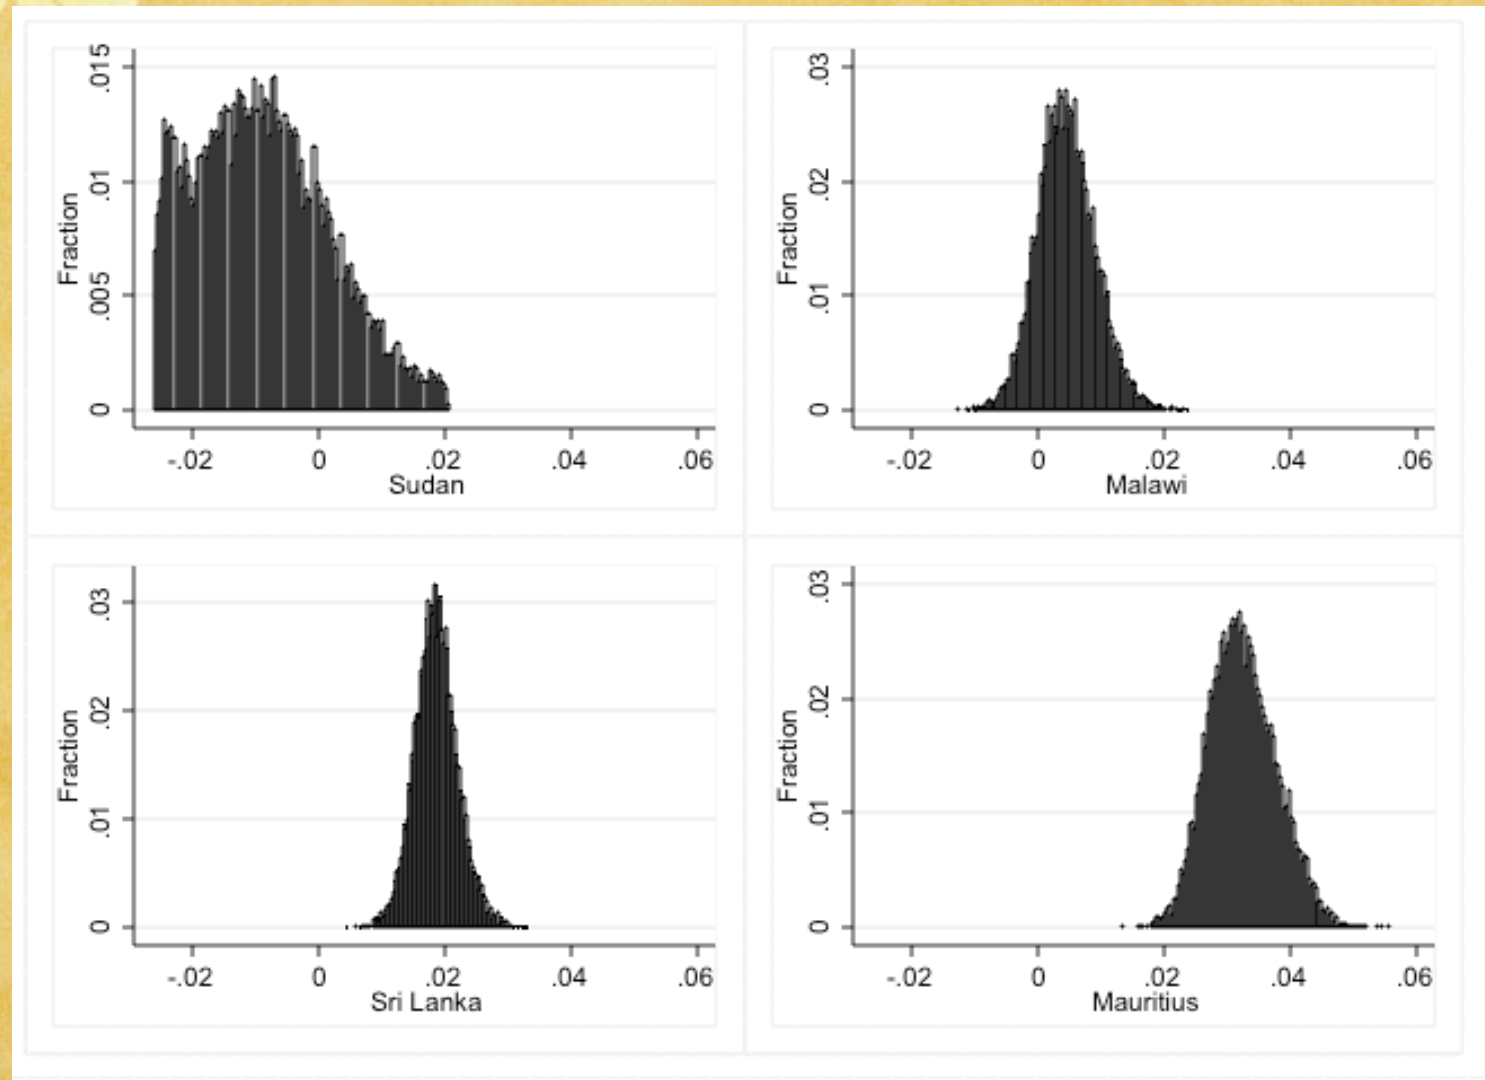 Fraction
0 .005 .01 .015
-.02 0 .02 .04 .06
Sudan
Fraction
0 .01 .02 .03
-.02 0 .02 .04 .06
Malawi
Fraction
0 .01 .02 .03
-.02 0 .02 .04 .06
Sri Lanka
Fraction
0 .01 .02 .03
-.02 0 .02 .04 .06
Mauritius